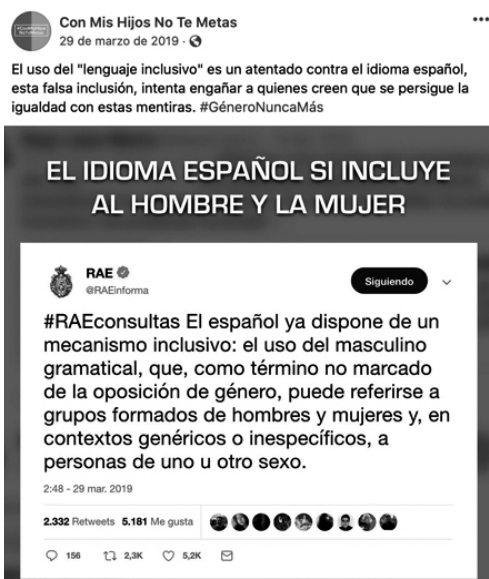 Con Mis Hijos No Te Metas
29 de marzo de 2019 ·
El uso del "lenguaje inclusivo" es un atentado contra el idioma español,
esta falsa inclusión, intenta engañar a quienes creen que se persigue la
igualdad con estas mentiras. #GéneroNuncaMás
EL IDIOMA ESPAÑOL SI INCLUYE
AL HOMBRE Y LA MUJER
RAE
@RAEinforma
Siguiendo
#RAEconsultas El español ya dispone de un
mecanismo inclusivo: el uso del masculino
gramatical, que, como término no marcado
de la oposición de género, puede referirse a
grupos formados de hombres y mujeres y, en
contextos genéricos o inespecíficos, a
personas de uno u otro sexo.
2:48 - 29 mar. 2019
2.332 Retweets 5.181 Me gusta
156 2,3K 5,2K